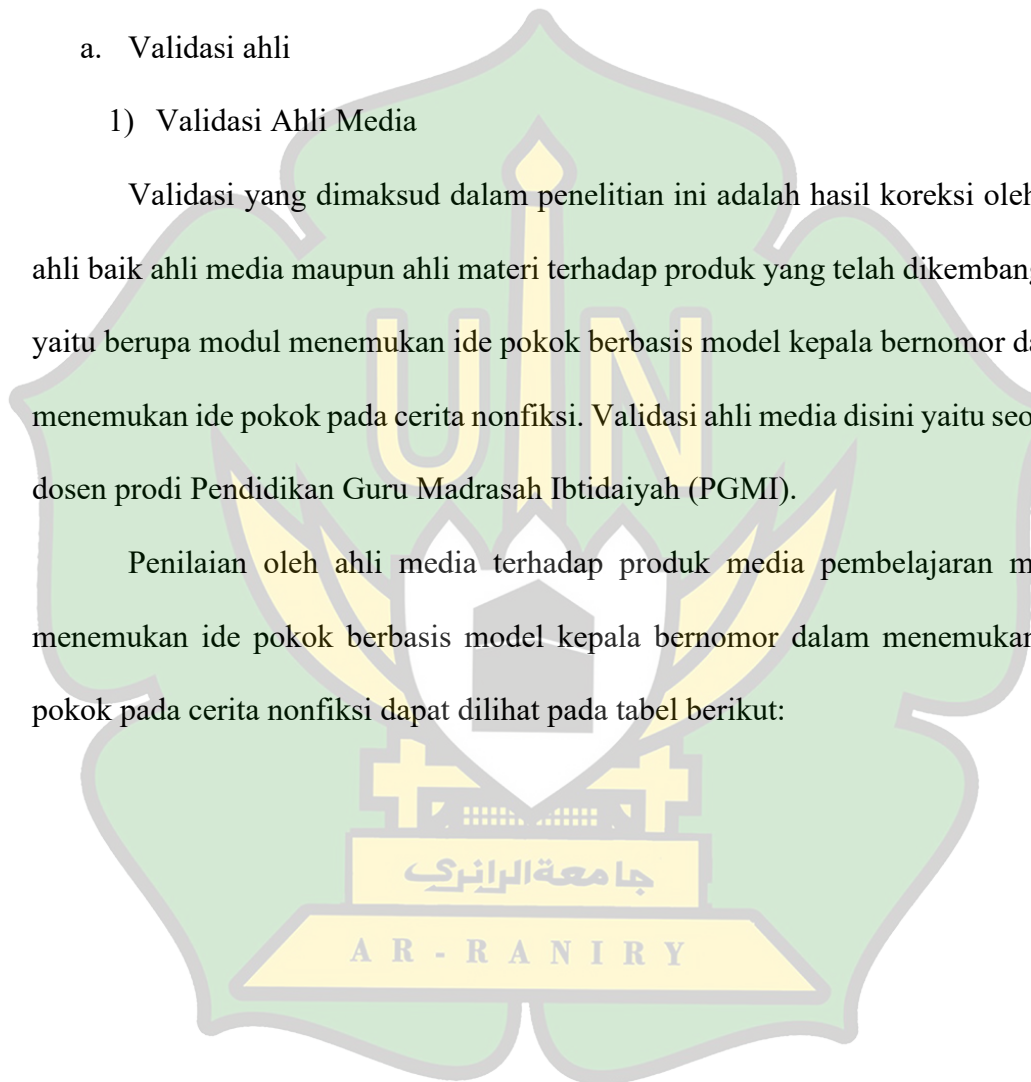 a. Validasi ahli
1) Validasi Ahli Media
Validasi yang dimaksud dalam penelitian ini adalah hasil koreksi oleh
ahli baik ahli media maupun ahli materi terhadap produk yang telah dikembang
yaitu berupa modul menemukan ide pokok berbasis model kepala bernomor da
menemukan ide pokok pada cerita nonfiksi. Validasi ahli media disini yaitu seo
dosen prodi Pendidikan Guru Madrasah Ibtidaiyah (PGMI).
Penilaian oleh ahli media terhadap produk media pembelajaran m
menemukan ide pokok berbasis model kepala bernomor dalam menemukan
pokok pada cerita nonfiksi dapat dilihat pada tabel berikut:
UIN
جامعةالرانري
AR-RANIRY